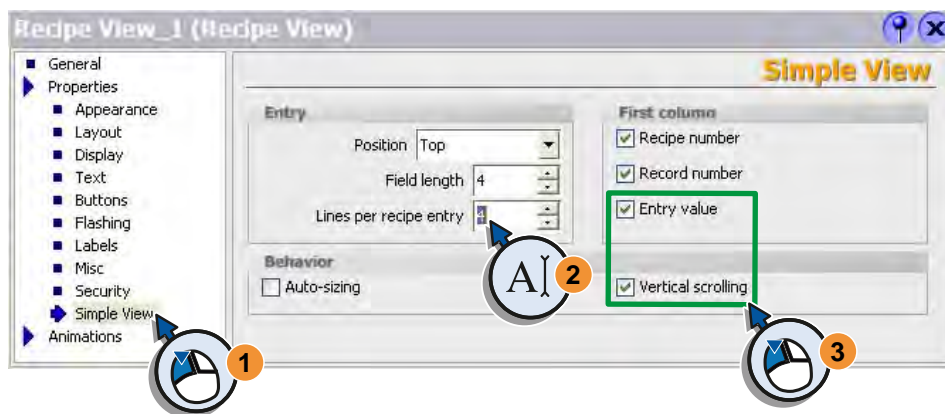 Recipe View_1 (Recipe View)
General
Properties
Appearance
Layout
Display
Text
Buttons
Flashing
Labels
Misc
Security
Simple View
Animations
Simple View
Entry
Position Top
Field length 4
Lines per recipe entry 4
Behavior
Auto-sizing
First column
Recipe number
Record number
Entry value
Vertical scrolling
1
A
2
3